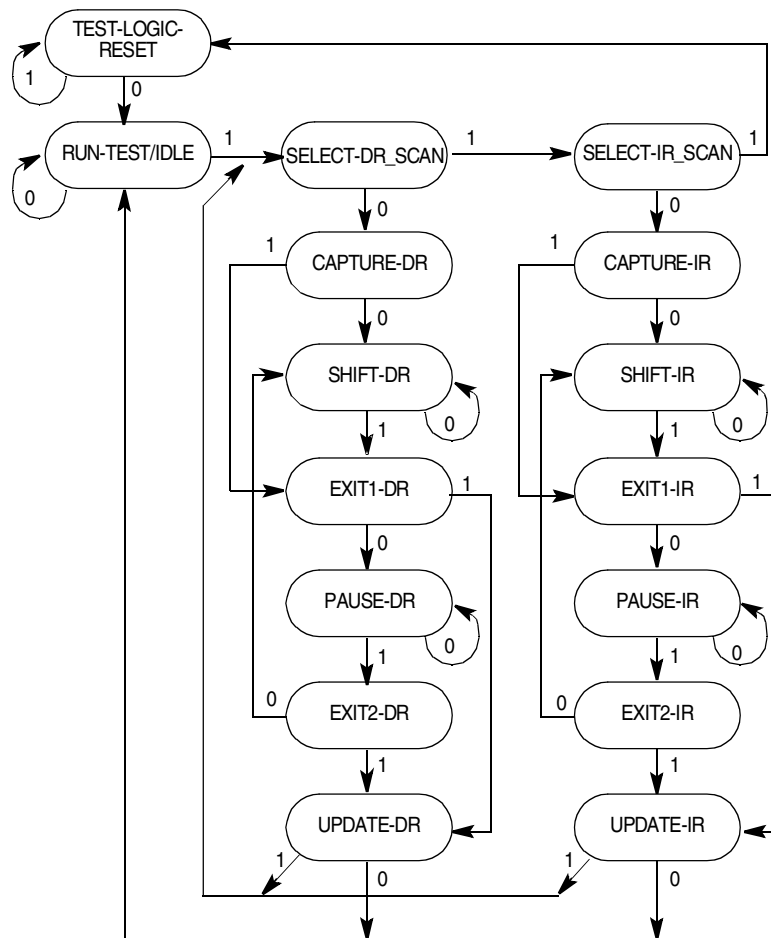 TEST-LOGIC-
RESET
1
0
RUN-TEST/IDLE
0
1
SELECT-DR_SCAN
1
SELECT-IR_SCAN
1
0
0
1
CAPTURE-DR
0
1
CAPTURE-IR
0
SHIFT-DR
0
1
SHIFT-IR
0
1
EXIT1-DR
1
0
EXIT1-IR
1
0
PAUSE-DR
0
1
PAUSE-IR
0
1
0
EXIT2-DR
1
0
EXIT2-IR
1
UPDATE-DR
1
0
UPDATE-IR
1
0